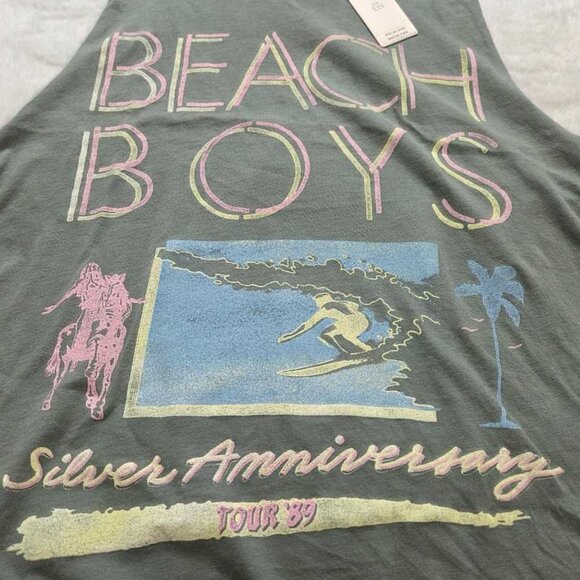 BEACH
BOYS
Silver Anniversary
TOUR '89